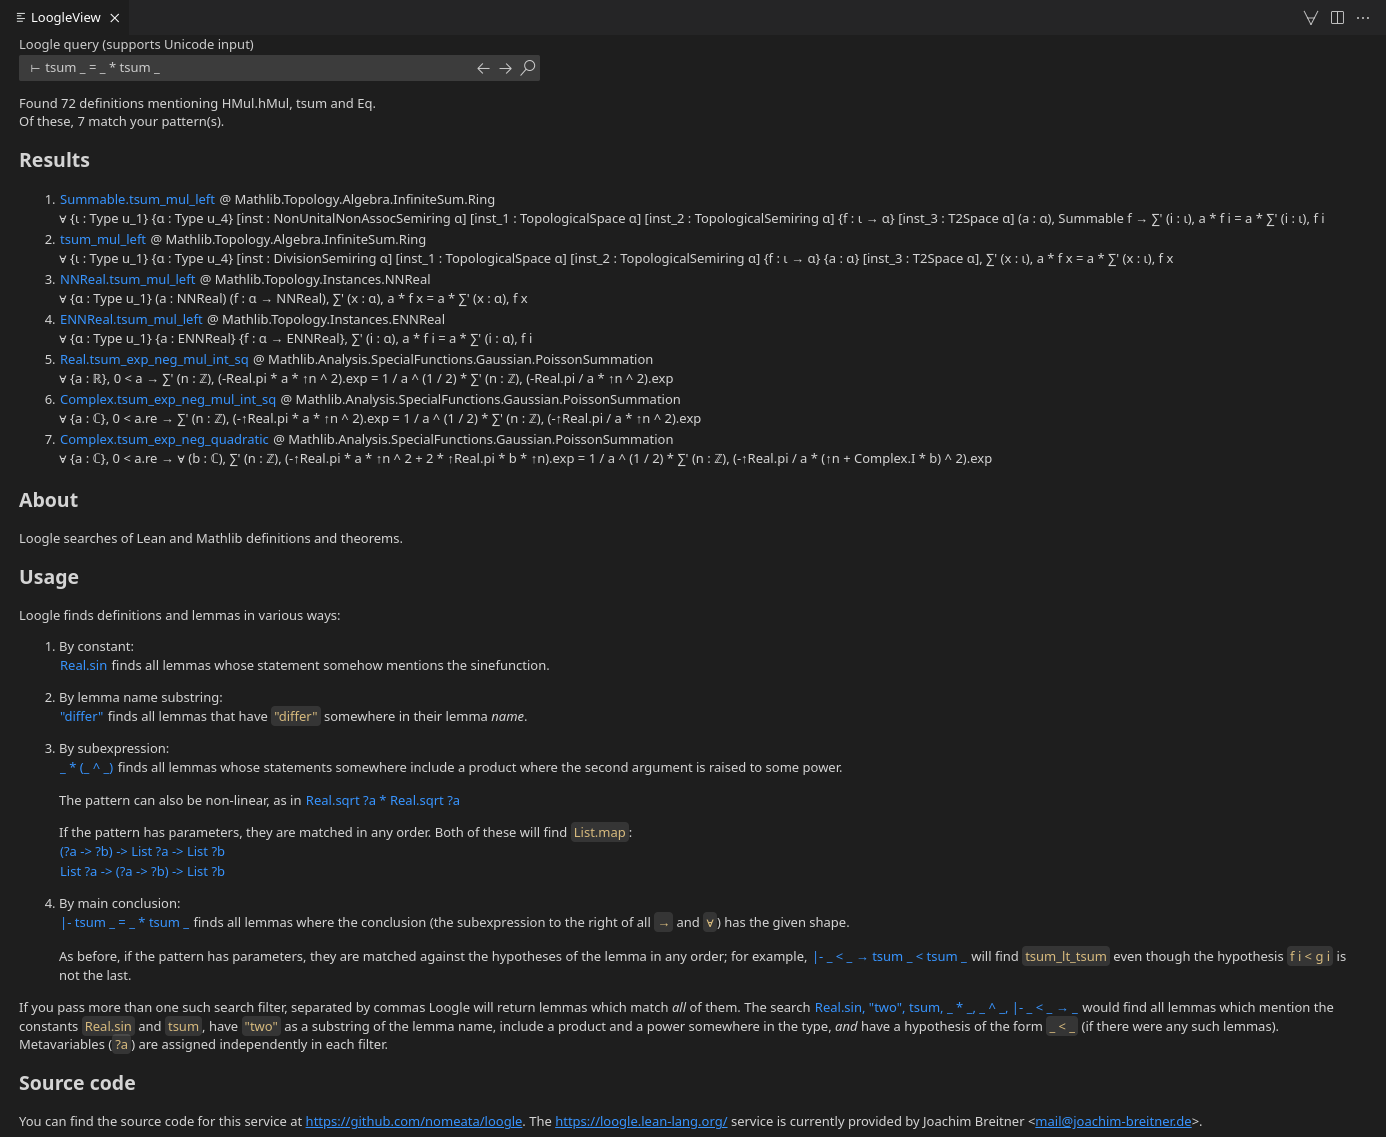 LoogleView
Loogle query (supports Unicode input)
⊢ tsum _ = _ * tsum _
Found 72 definitions mentioning HMul.hMul, tsum and Eq.
Of these, 7 match your pattern(s).
Results
1. Summable.tsum_mul_left @ Mathlib.Topology.Algebra.InfiniteSum.Ring
∀ {ι : Type u_1} {α : Type u_4} [inst : NonUnitalNonAssocSemiring α] [inst_1 : TopologicalSpace α] [inst_2 : TopologicalSemiring α] {f : ι → α} [inst_3 : T2Space α] (a : α), Summable f → ∑' (i : ι), a * f i = a * ∑' (i : ι), f i
2. tsum_mul_left @ Mathlib.Topology.Algebra.InfiniteSum.Ring
∀ {ι : Type u_1} {α : Type u_4} [inst : DivisionSemiring α] [inst_1 : TopologicalSpace α] [inst_2 : TopologicalSemiring α] {f : ι → α} {a : α} [inst_3 : T2Space α], ∑' (x : ι), a * f x = a * ∑' (x : ι), f x
3. NNReal.tsum_mul_left @ Mathlib.Topology.Instances.NNReal
∀ {α : Type u_1} (a : NNReal) (f : α → NNReal), ∑' (x : α), a * f x = a * ∑' (x : α), f x
4. ENNReal.tsum_mul_left @ Mathlib.Topology.Instances.ENNReal
∀ {α : Type u_1} {a : ENNReal} {f : α → ENNReal}, ∑' (i : α), a * f i = a * ∑' (i : α), f i
5. Real.tsum_exp_neg_mul_int_sq @ Mathlib.Analysis.SpecialFunctions.Gaussian.PoissonSummation
∀ {a : ℝ}, 0 < a → ∑' (n : ℤ), (-Real.pi * a * ↑n ^ 2).exp = 1 / a ^ (1 / 2) * ∑' (n : ℤ), (-Real.pi / a * ↑n ^ 2).exp
6. Complex.tsum_exp_neg_mul_int_sq @ Mathlib.Analysis.SpecialFunctions.Gaussian.PoissonSummation
∀ {a : ℂ}, 0 < a.re → ∑' (n : ℤ), (-↑Real.pi * a * ↑n ^ 2).exp = 1 / a ^ (1 / 2) * ∑' (n : ℤ), (-↑Real.pi / a * ↑n ^ 2).exp
7. Complex.tsum_exp_neg_quadratic @ Mathlib.Analysis.SpecialFunctions.Gaussian.PoissonSummation
∀ {a : ℂ}, 0 < a.re → ∀ (b : ℂ), ∑' (n : ℤ), (-↑Real.pi * a * ↑n ^ 2 + 2 * ↑Real.pi * b * ↑n).exp = 1 / a ^ (1 / 2) * ∑' (n : ℤ), (-↑Real.pi / a * (↑n + Complex.I * b) ^ 2).exp
About
Loogle searches of Lean and Mathlib definitions and theorems.
Usage
Loogle finds definitions and lemmas in various ways:
1. By constant:
Real.sin finds all lemmas whose statement somehow mentions the sinefunction.
2. By lemma name substring:
"differ" finds all lemmas that have "differ" somewhere in their lemma name.
3. By subexpression:
_ * (_ ^ _) finds all lemmas whose statements somewhere include a product where the second argument is raised to some power.
The pattern can also be non-linear, as in Real.sqrt ?a * Real.sqrt ?a
If the pattern has parameters, they are matched in any order. Both of these will find List.map :
(?a -> ?b) -> List ?a -> List ?b
List ?a -> (?a -> ?b) -> List ?b
4. By main conclusion:
|- tsum _ = _ * tsum _ finds all lemmas where the conclusion (the subexpression to the right of all → and ∀) has the given shape.
As before, if the pattern has parameters, they are matched against the hypotheses of the lemma in any order; for example, |- _ < _ → tsum _ < tsum _ will find tsum_lt_tsum even though the hypothesis f i < g i is
not the last.
If you pass more than one such search filter, separated by commas Loogle will return lemmas which match all of them. The search Real.sin, "two", tsum, _ * _, _ ^ _, |- _ < _ → _ would find all lemmas which mention the
constants Real.sin and tsum , have "two" as a substring of the lemma name, include a product and a power somewhere in the type, and have a hypothesis of the form _ < _ (if there were any such lemmas).
Metavariables ( ?a ) are assigned independently in each filter.
Source code
You can find the source code for this service at https://github.com/nomeata/loogle. The https://loogle.lean-lang.org/ service is currently provided by Joachim Breitner <mail@joachim-breitner.de>.